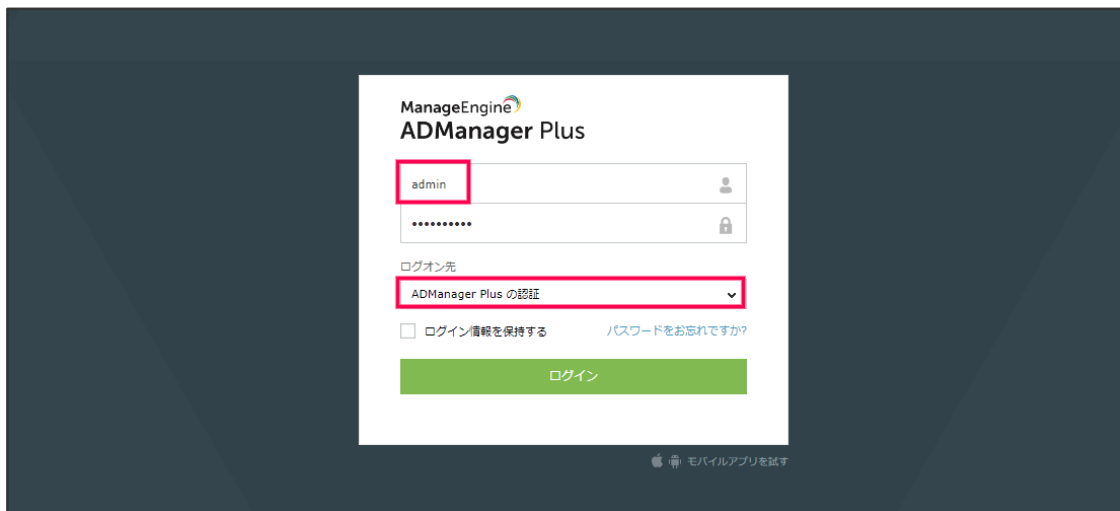 ManageEngine
ADManager Plus
admin
••••••••••
ログオン先
ADManager Plus の認証
ログイン情報を保持する
パスワードをお忘れですか?
ログイン
モバイルアプリを試す